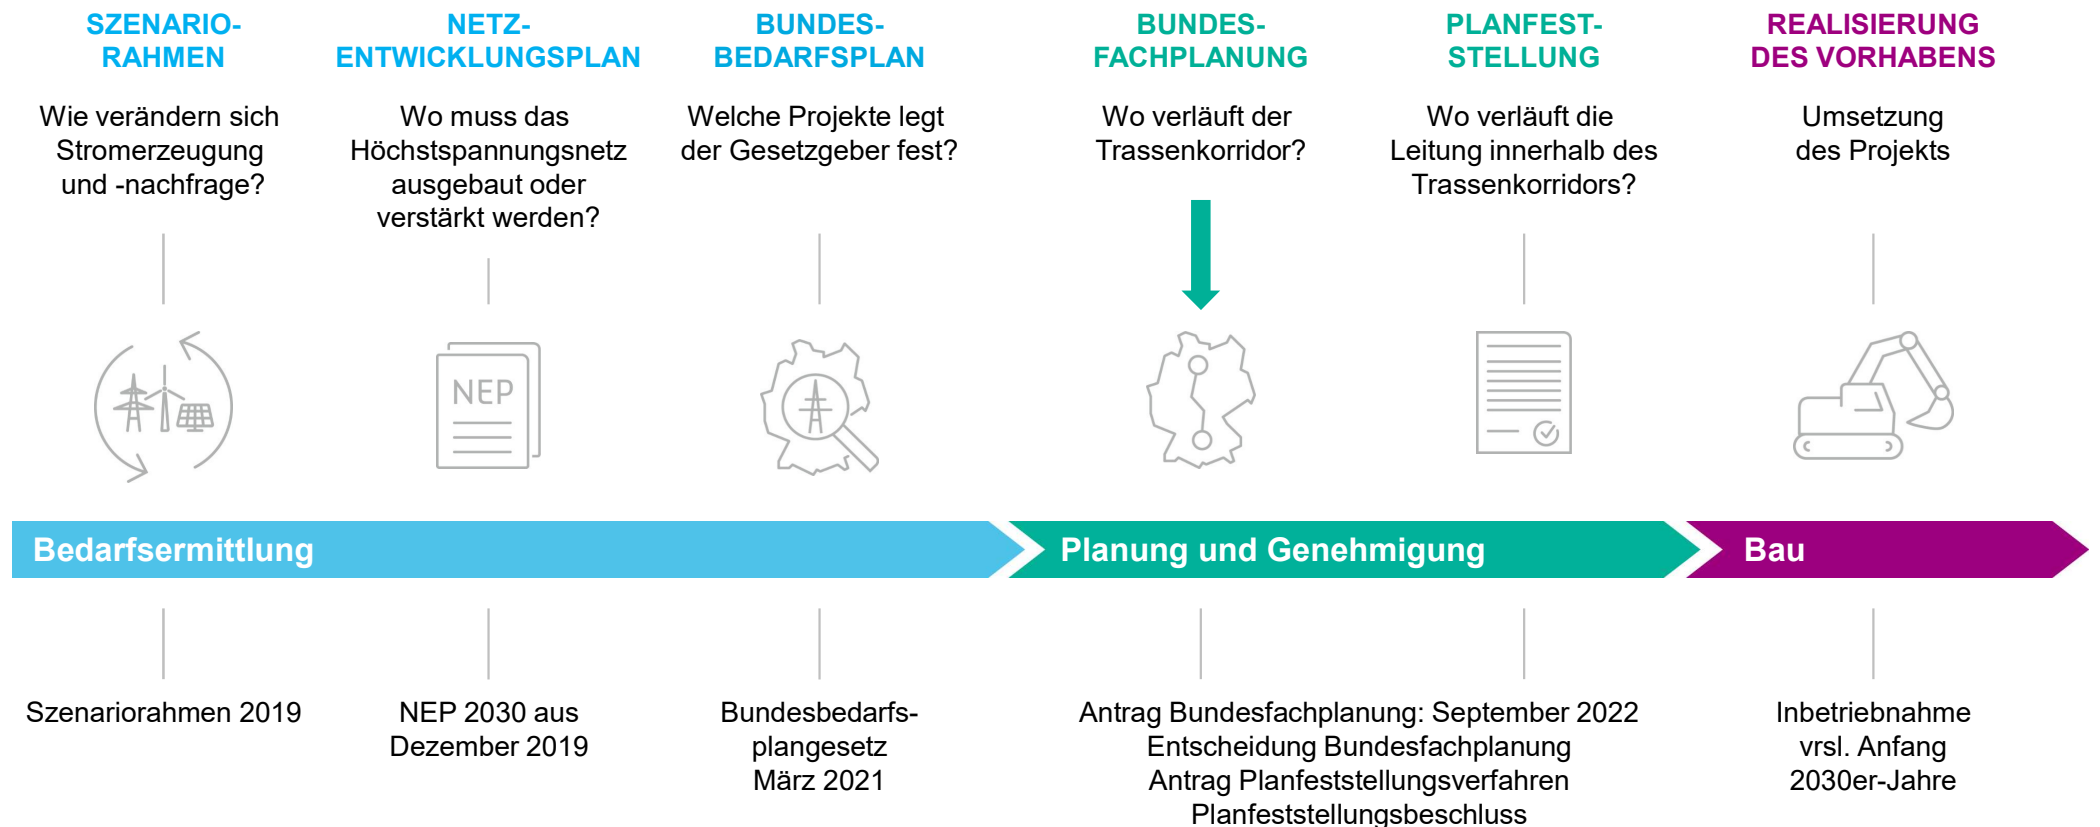 SZENARIO-
RAHMEN
Wie verändern sich
Stromerzeugung
und -nachfrage?
NETZ-
ENTWICKLUNGSPLAN
Wo muss das
Höchstspannungsnetz
ausgebaut oder
verstärkt werden?
BUNDES-
BEDARFSPLAN
Welche Projekte legt
der Gesetzgeber fest?
BUNDES-
FACHPLANUNG
Wo verläuft der
Trassenkorridor?
PLANFEST-
STELLUNG
Wo verläuft die
Leitung innerhalb des
Trassenkorridors?
REALISIERUNG
DES VORHABENS
Umsetzung
des Projekts
NEP
Bedarfsermittlung
Planung und Genehmigung
Bau
Szenariorahmen 2019
NEP 2030 aus
Dezember 2019
Bundesbedarfs-
plangesetz
März 2021
Antrag Bundesfachplanung: September 2022
Entscheidung Bundesfachplanung
Antrag Planfeststellungsverfahren
Planfeststellungsbeschluss
Inbetriebnahme
vrsl. Anfang
2030er-Jahre